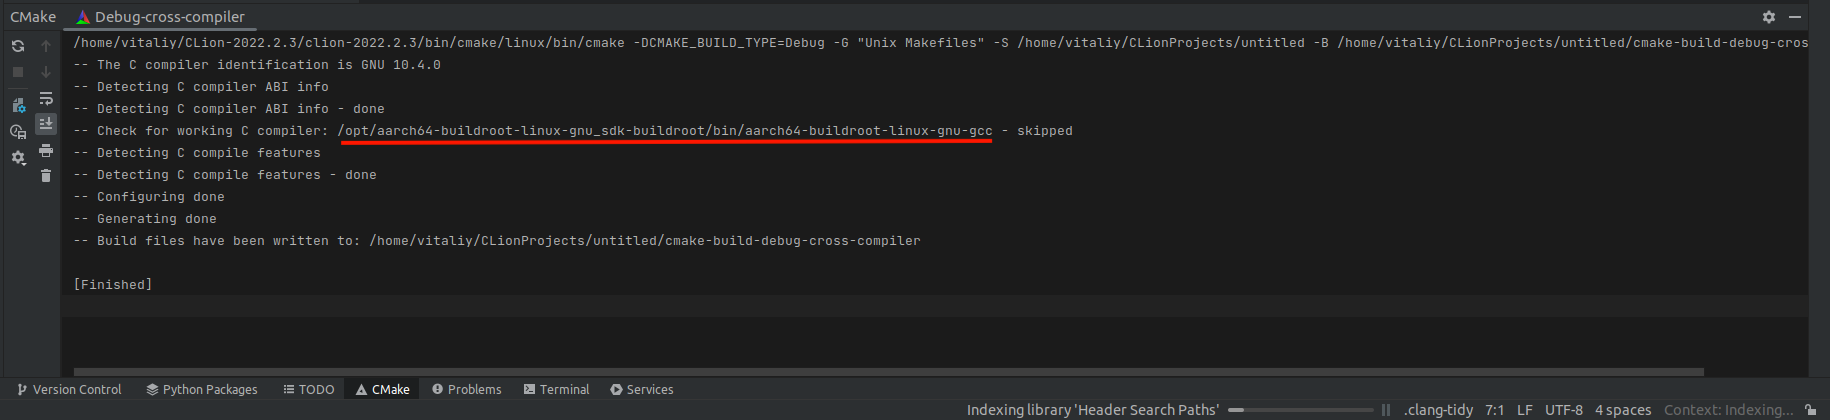 CMake Debug-cross-compiler
/home/vitaliy/CLion-2022.2.3/clion-2022.2.3/bin/cmake/linux/bin/cmake -DCMAKE_BUILD_TYPE=Debug -G "Unix Makefiles" -S /home/vitaliy/CLionProjects/untitled -B /home/vitaliy/CLionProjects/untitled/cmake-build-debug-cros
-- The C compiler identification is GNU 10.4.0
-- Detecting C compiler ABI info
-- Detecting C compiler ABI info - done
-- Check for working C compiler: /opt/aarch64-buildroot-linux-gnu_sdk-buildroot/bin/aarch64-buildroot-linux-gnu-gcc - skipped
-- Detecting C compile features
-- Detecting C compile features - done
-- Configuring done
-- Generating done
-- Build files have been written to: /home/vitaliy/CLionProjects/untitled/cmake-build-debug-cross-compiler
[Finished]
Version Control Python Packages TODO CMake Problems Terminal Services
Indexing library 'Header Search Paths' .clang-tidy 7:1 LF UTF-8 4 spaces Context: Indexing...